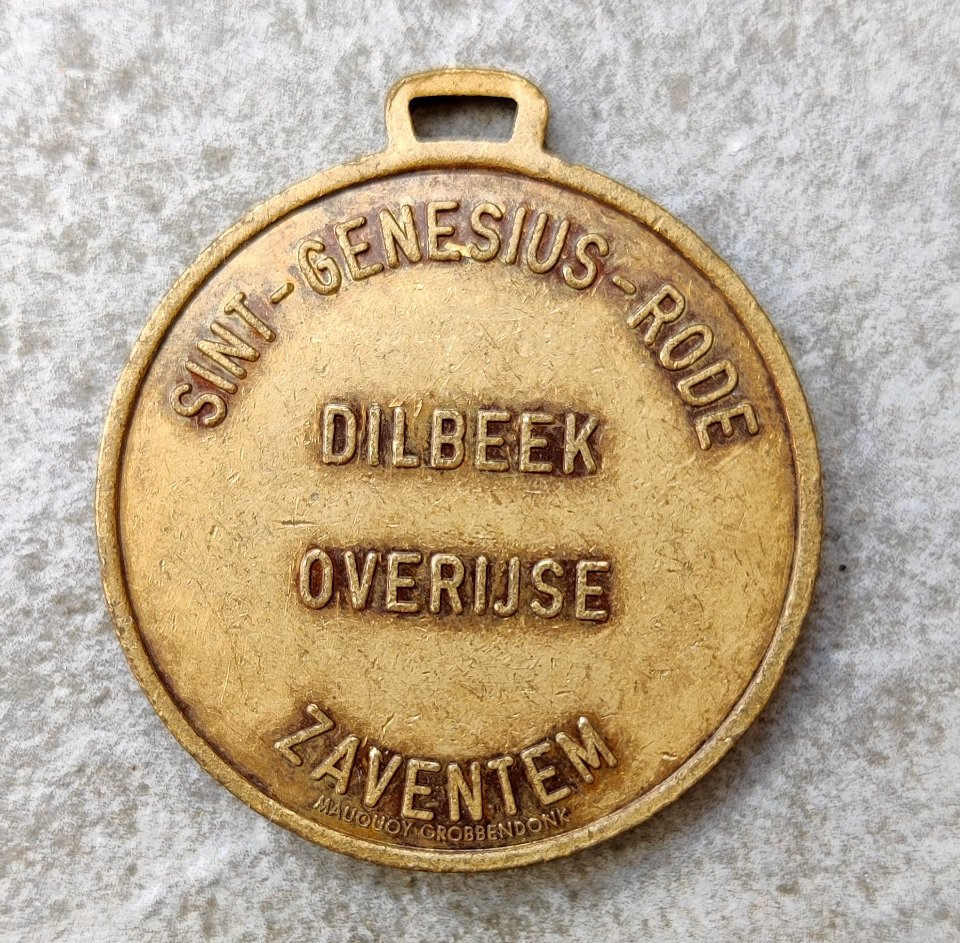 SINT-GENESIUS-RODE
DILBEEK
OVERIJSE
ZAVENTEM
MAUQUOY GROBBENDONK